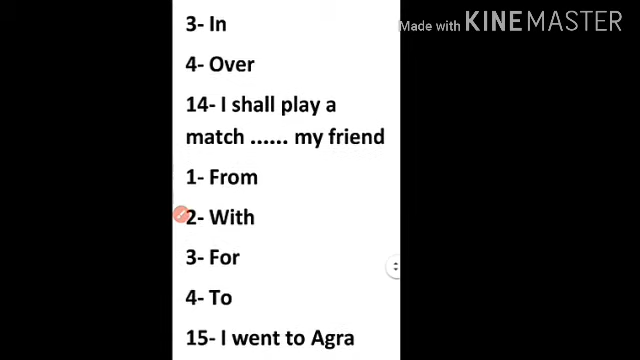 3- In
Made with KINEMASTER
4- Over
14- I shall play a
match ...... my friend
1- From
2- With
3- For
4- To
15- I went to Agra